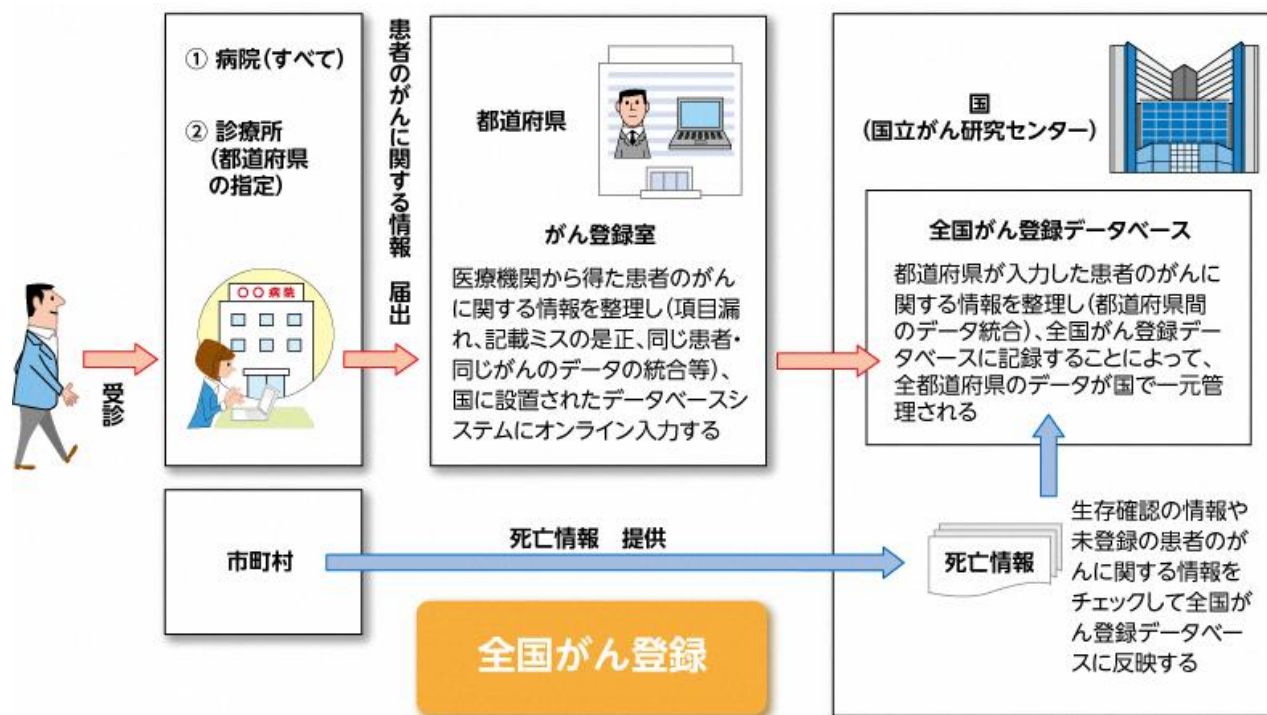 ① 病院(すべて)
② 診療所
(都道府県
の指定)
〇〇病院
受診
患者のがんに関する情報 届出
都道府県
がん登録室
医療機関から得た患者のがん
に関する情報を整理し(項目漏
れ、記載ミスの是正、同じ患者・
同じがんのデータの統合等)、
国に設置されたデータベースシ
ステムにオンライン入力する
国
(国立がん研究センター)
全国がん登録データベース
都道府県が入力した患者のがんに
関する情報を整理し(都道府県間
のデータ統合)、全国がん登録デー
タベースに記録することによって、
全都道府県のデータが国で一元管
理される
市町村
死亡情報 提供
死亡情報
生存確認の情報や
未登録の患者のが
んに関する情報を
チェックして全国が
ん登録データベー
スに反映する
全国がん登録